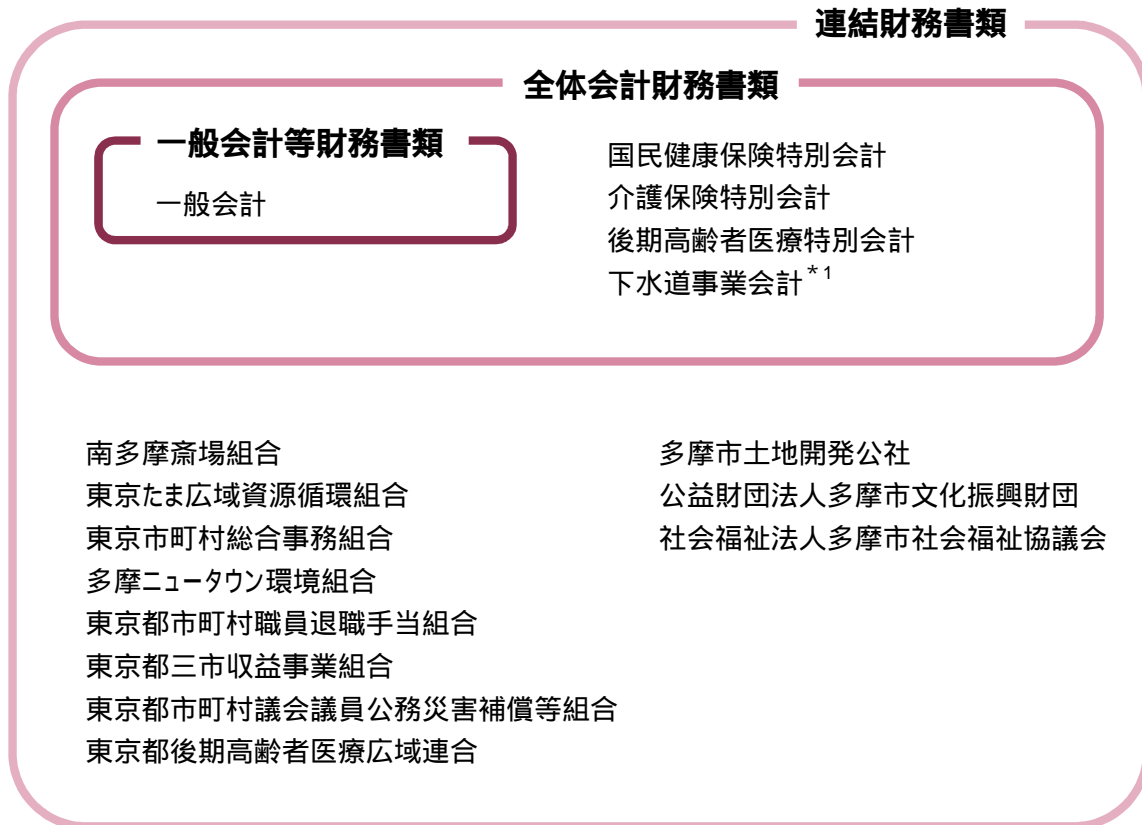 連結財務書類
全体会計財務書類
一般会計等財務書類
一般会計
国民健康保険特別会計
介護保険特別会計
後期高齢者医療特別会計
下水道事業会計*1
南多摩斎場組合
東京たま広域資源循環組合
東京市町村総合事務組合
多摩ニュータウン環境組合
東京都市町村職員退職手当組合
東京都三市収益事業組合
東京都市町村議会議員公務災害補償等組合
東京都後期高齢者医療広域連合
多摩市土地開発公社
公益財団法人多摩市文化振興財団
社会福祉法人多摩市社会福祉協議会